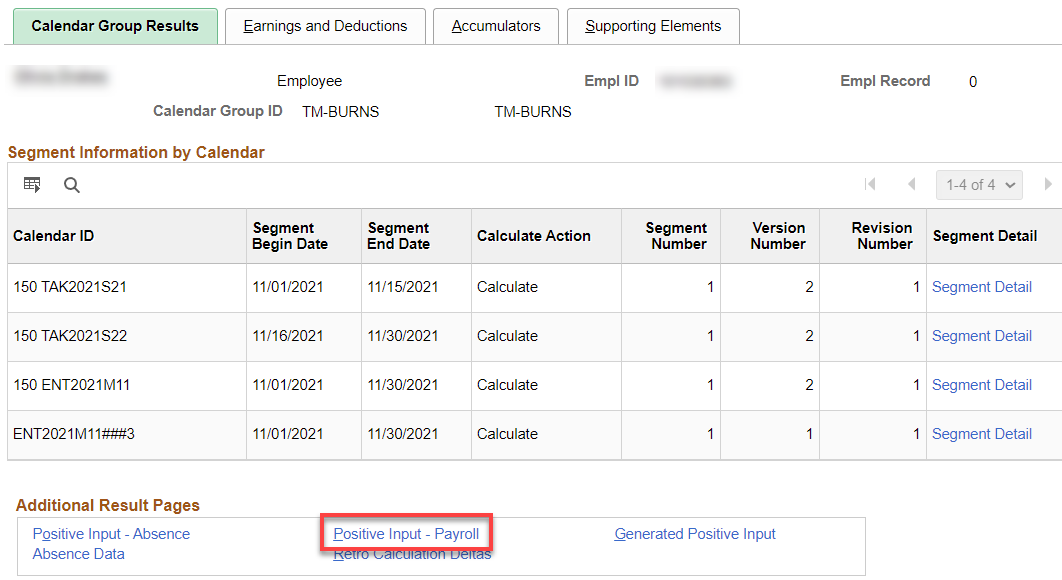 Calendar Group Results Earnings and Deductions Accumulators Supporting Elements
Employee Empl ID Empl Record 0
Calendar Group ID TM-BURNS TM-BURNS
Segment Information by Calendar
1-4 of 4
Calendar ID Segment Begin Date Segment End Date Calculate Action Segment Number Version Number Revision Number Segment Detail
150 TAK2021S21 11/01/2021 11/15/2021 Calculate 1 2 1 Segment Detail
150 TAK2021S22 11/16/2021 11/30/2021 Calculate 1 2 1 Segment Detail
150 ENT2021M11 11/01/2021 11/30/2021 Calculate 1 2 1 Segment Detail
ENT2021M11###3 11/01/2021 11/30/2021 Calculate 1 1 1 Segment Detail
Additional Result Pages
Positive Input - Absence Positive Input - Payroll Generated Positive Input
Absence Data Retro Calculation Deltas